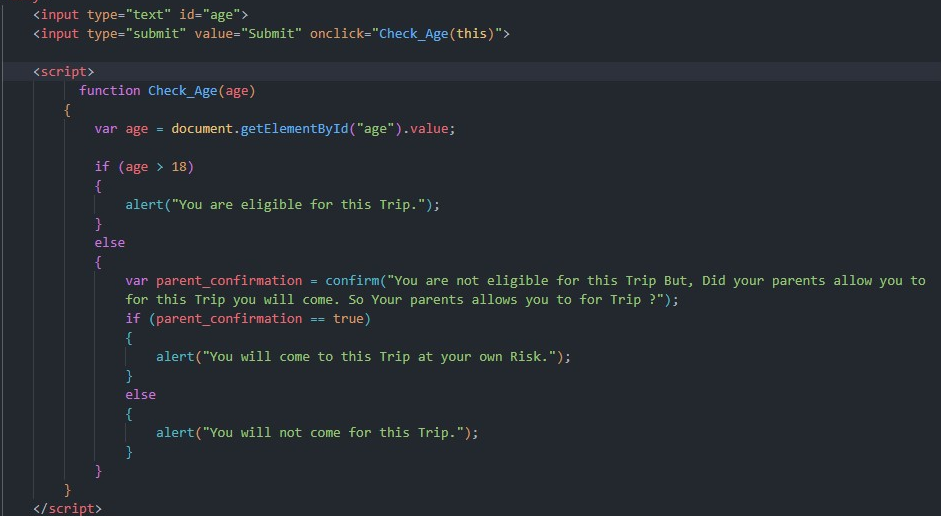 <input type="text" id="age">
<input type="submit" value="Submit" onclick="Check_Age(this)">
<script>
function Check_Age(age)
{
var age = document.getElementById("age").value;
if (age > 18)
{
alert("You are eligible for this Trip.");
}
else
{
var parent_confirmation = confirm("You are not eligible for this Trip But, Did your parents allow you to
for this Trip you will come. So Your parents allows you to for Trip ?");
if (parent_confirmation == true)
{
alert("You will come to this Trip at your own Risk.");
}
else
{
alert("You will not come for this Trip.");
}
}
}
</script>